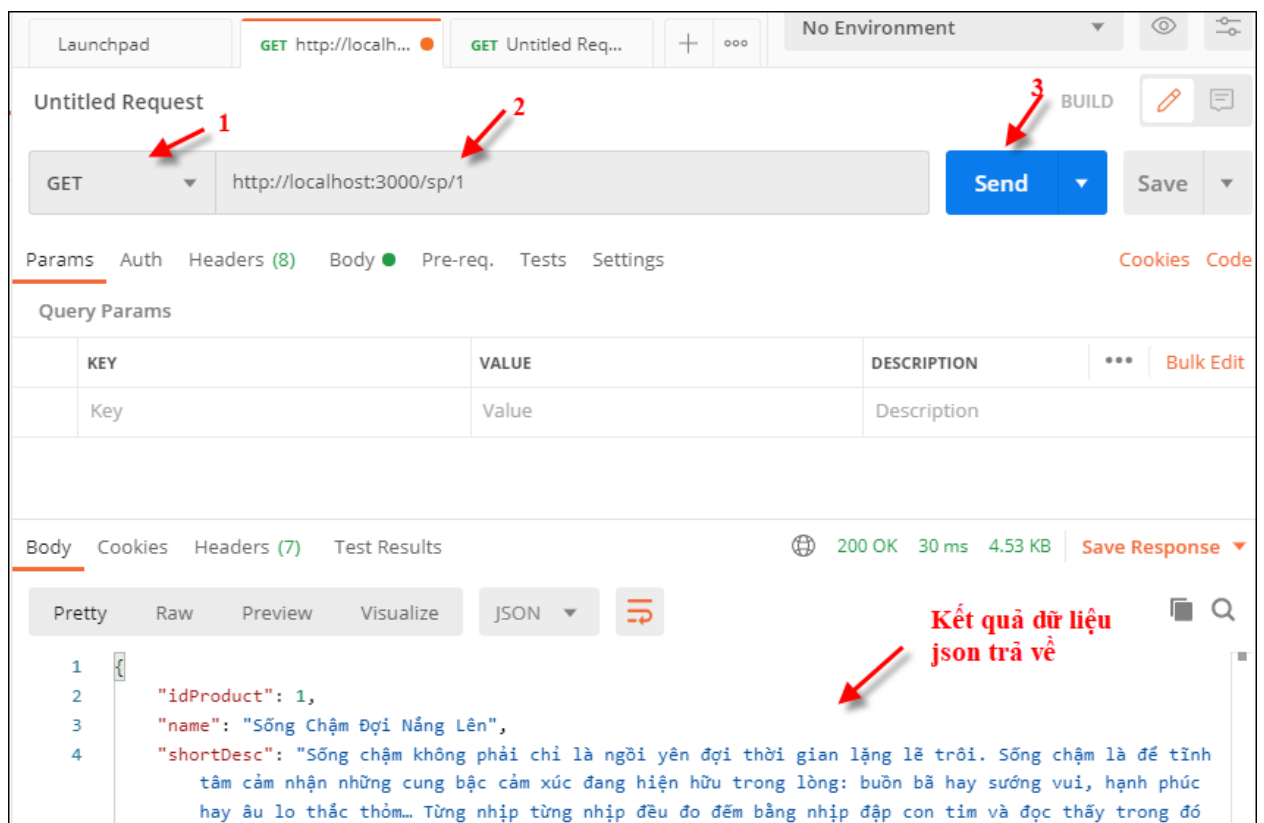 Launchpad
GET http://localh...
GET Untitled Req...
No Environment
Untitled Request
1
2
3
BUILD
GET
http://localhost:3000/sp/1
Send
Save
Params Auth Headers (8) Body Pre-req. Tests Settings
Cookies Code
Query Params
KEY VALUE DESCRIPTION
Bulk Edit
Key Value Description
Body Cookies Headers (7) Test Results
200 OK 30 ms 4.53 KB Save Response
Pretty Raw Preview Visualize JSON
Kết quả dữ liệu
json trả về
1 {
2 "idProduct": 1,
3 "name": "Sống Chậm Đợi Nắng Lên",
4 "shortDesc": "Sống chậm không phải chỉ là ngồi yên đợi thời gian lặng lẽ trôi. Sống chậm là để tĩnh
tâm cảm nhận những cung bậc cảm xúc đang hiện hữu trong lòng: buồn bã hay sướng vui, hạnh phúc
hay âu lo thắc thỏm… Từng nhịp từng nhịp đều đo đếm bằng nhịp đập con tim và đọc thấy trong đó